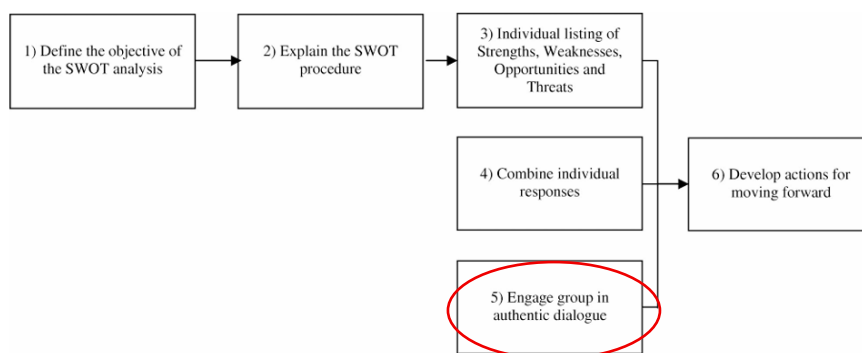 1) Define the objective of
the SWOT analysis
2) Explain the SWOT
procedure
3) Individual listing of
Strengths, Weaknesses,
Opportunities and
Threats
4) Combine individual
responses
5) Engage group in
authentic dialogue
6) Develop actions for
moving forward